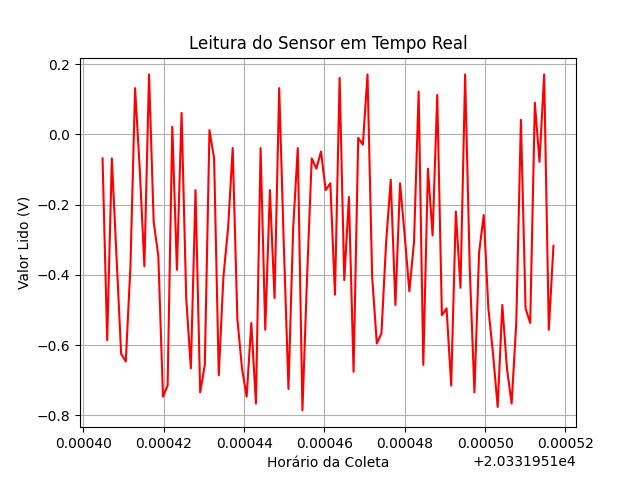 Leitura do Sensor em Tempo Real
Valor Lido (V)
0.2
0.0
−0.2
−0.4
−0.6
−0.8
0.00040 0.00042 0.00044 0.00046 0.00048 0.00050 0.00052
Horário da Coleta
+2.0331951e4